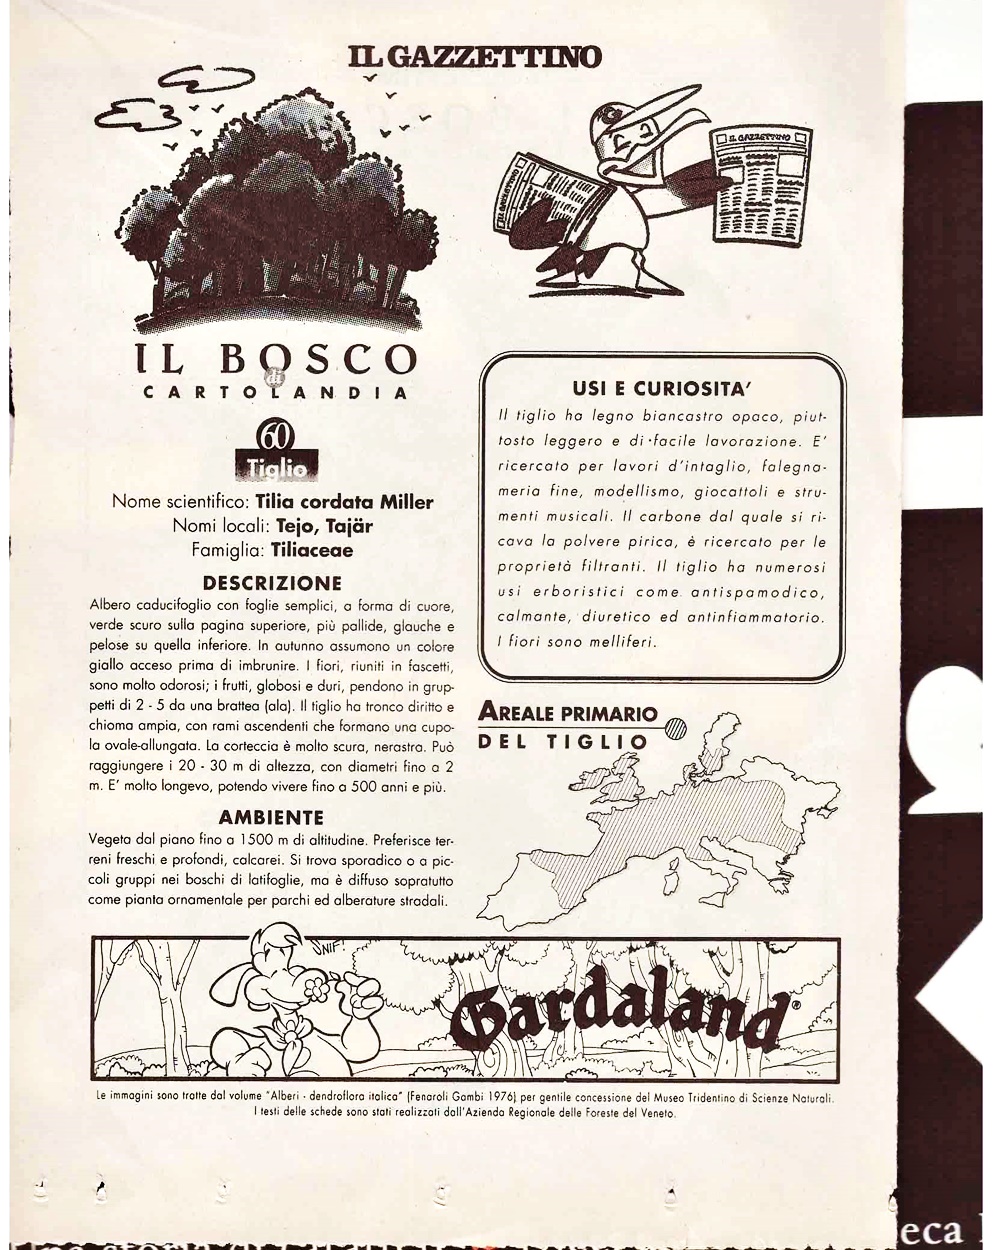 IL GAZZETTINO
IL GAZZETTINO
IL GAZZETTINO
IL BOSCO
di
CARTOLANDIA
60
Tiglio
Nome scientifico: Tilia cordata Miller
Nomi locali: Tejo, Tajär
Famiglia: Tiliaceae
DESCRIZIONE
Albero caducifoglio con foglie semplici, a forma di cuore,
verde scuro sulla pagina superiore, più pallide, glauche e
pelose su quella inferiore. In autunno assumono un colore
giallo acceso prima di imbrunire. I fiori, riuniti in fascetti,
sono molto odorosi; i frutti, globosi e duri, pendono in grup-
petti di 2 - 5 da una brattea (ala). Il tiglio ha tronco diritto e
chioma ampia, con rami ascendenti che formano una cupo-
la ovale-allungata. La corteccia è molto scura, nerastra. Può
raggiungere i 20 - 30 m di altezza, con diametri fino a 2
m. E' molto longevo, potendo vivere fino a 500 anni e più.
AMBIENTE
Vegeta dal piano fino a 1500 m di altitudine. Preferisce ter-
reni freschi e profondi, calcarei. Si trova sporadico o a pic-
coli gruppi nei boschi di latifoglie, ma è diffuso sopratutto
come pianta ornamentale per parchi ed alberature stradali.
USI E CURIOSITA'
Il tiglio ha legno biancastro opaco, piut-
tosto leggero e di facile lavorazione. E'
ricercato per lavori d'intaglio, falegna-
meria fine, modellismo, giocattoli e stru-
menti musicali. Il carbone dal quale si ri-
cava la polvere pirica, è ricercato per le
proprietà filtranti. Il tiglio ha numerosi
usi erboristici come antispamodico,
calmante, diuretico ed antinfiammatorio.
I fiori sono melliferi.
AREALE PRIMARIO
DEL TIGLIO
SNIF!
Gardaland®
Le immagini sono tratte dal volume "Alberi - dendroflora italica" (Fenaroli Gambi 1976) per gentile concessione del Museo Tridentino di Scienze Naturali.
I testi delle schede sono stati realizzati dall'Azienda Regionale delle Foreste del Veneto.
eca